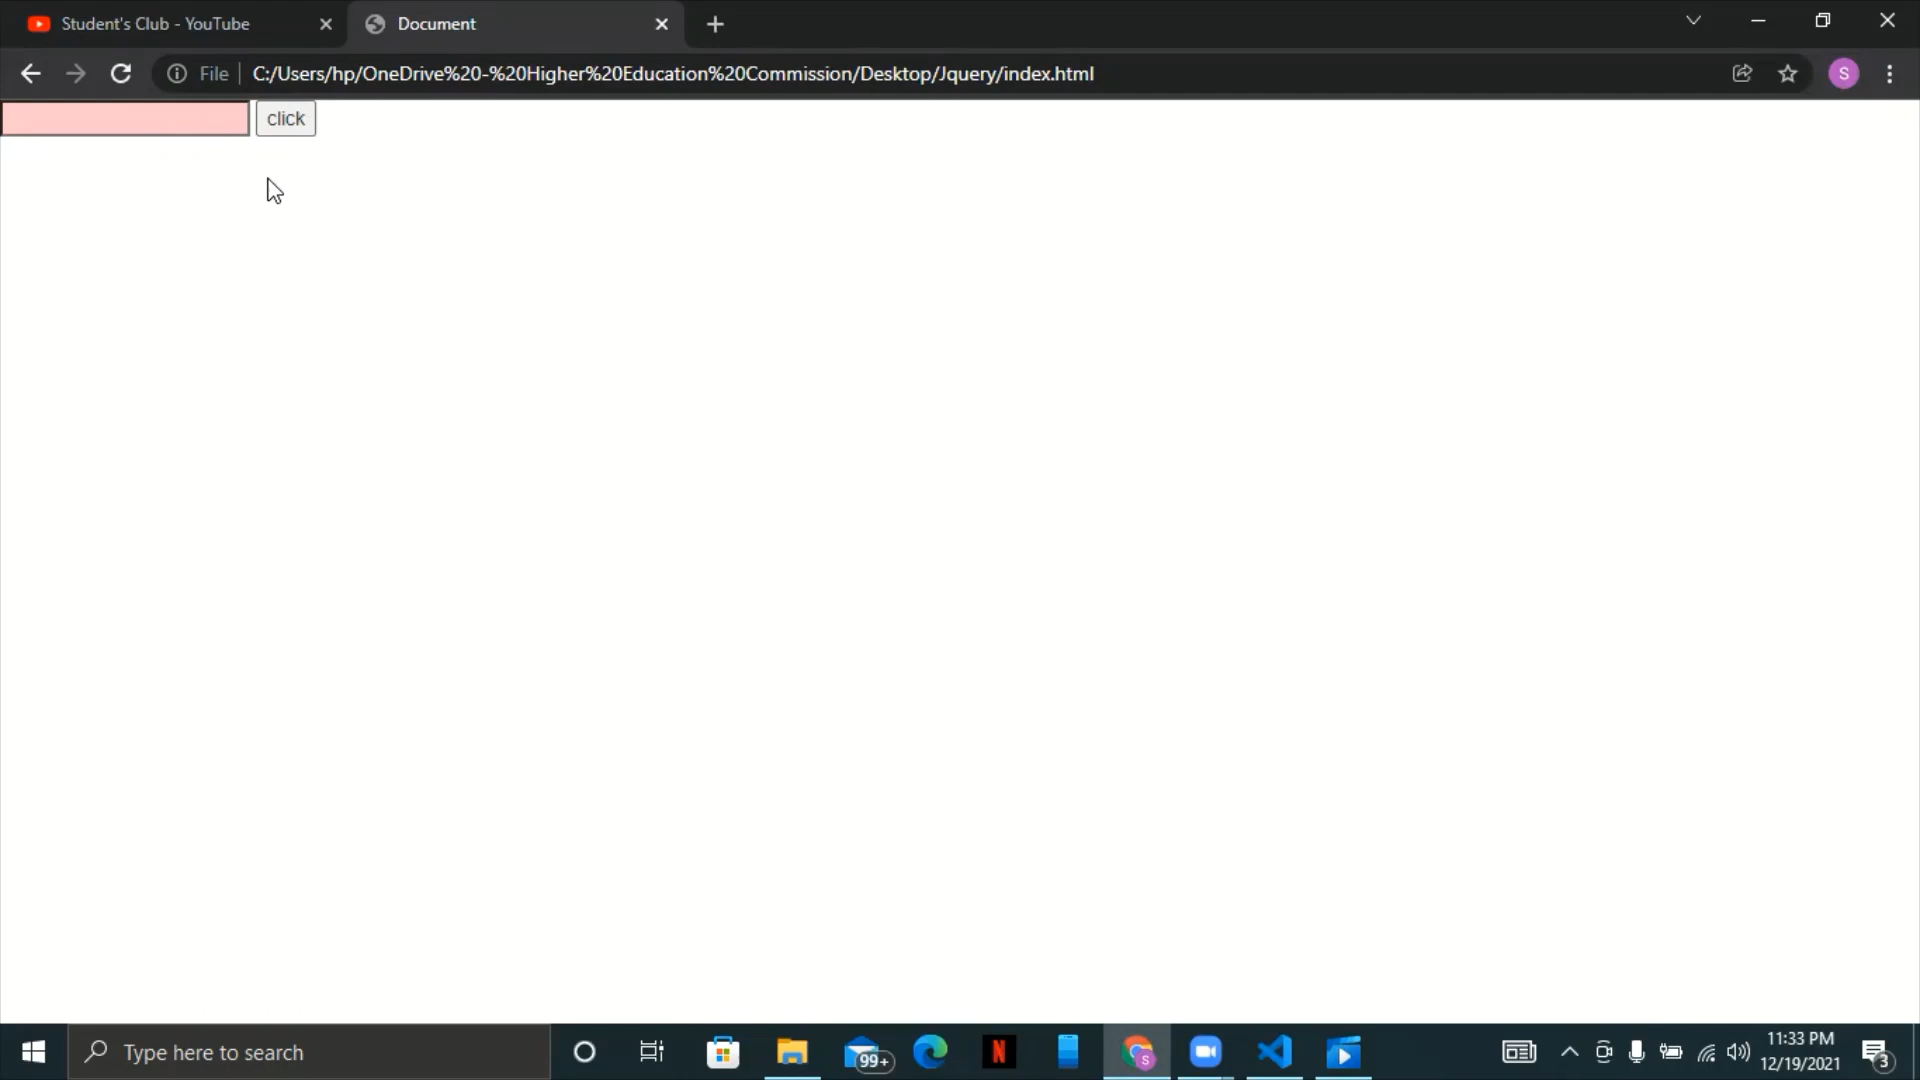 Student's Club - YouTube
Document
File
C:/Users/hp/OneDrive%20-%20Higher%20Education%20Commission/Desktop/Jquery/index.html
S
click
Type here to search
99+
N
S
11:33 PM
12/19/2021
3